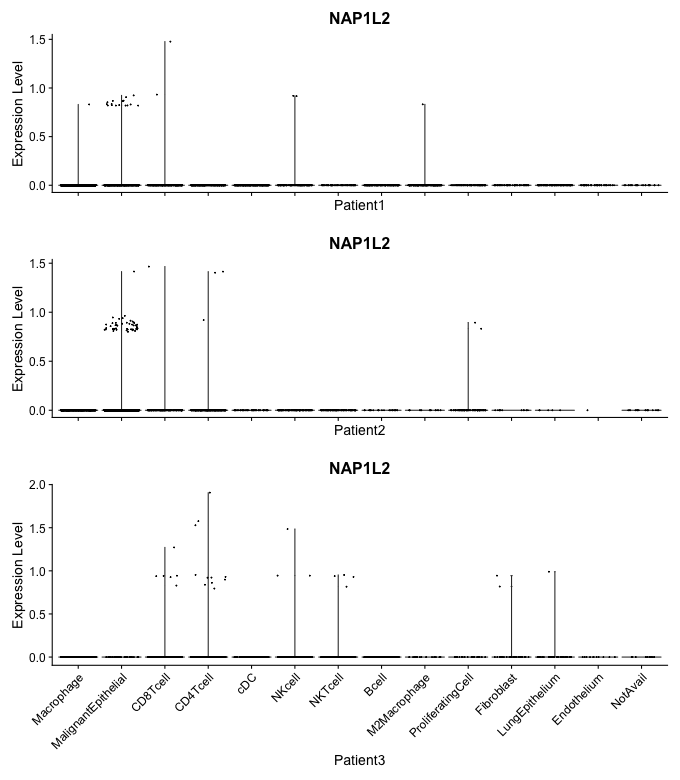 NAP1L2
Expression Level
1.5
1.0
0.5
0.0
Patient1
NAP1L2
Expression Level
1.5
1.0
0.5
0.0
Patient2
NAP1L2
Expression Level
2.0
1.5
1.0
0.5
0.0
Macrophage
MalignantEpithelial
CD8Tcell
CD4Tcell
cDC
NKcell
NKTcell
Bcell
M2Macrophage
ProliferatingCell
Fibroblast
LungEpithelium
Endothelium
NotAvail
Patient3